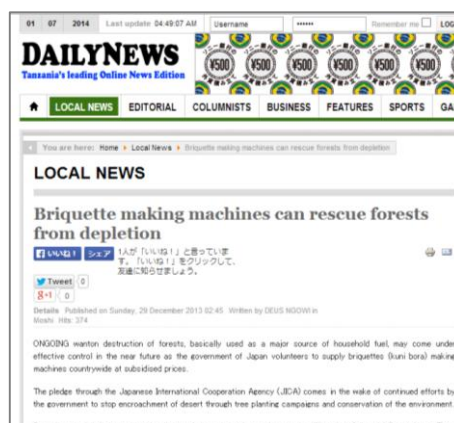 01 07 2014 Last update 04:49:07 AM Username •••••• Remember me LOG
DAILYNEWS
Tanzania's leading Online News Edition
¥500 ¥500 ¥500 ¥500 ¥500
LOCAL NEWS EDITORIAL COLUMNISTS BUSINESS FEATURES SPORTS GA
You are here: Home Local News Briquette making machines can rescue forests from depletion
LOCAL NEWS
Briquette making machines can rescue forests
from depletion
いいね！ シェア 1人が「いいね！」と言っていま
す。「いいね！」をクリックして、
友達に知らせましょう。
Tweet 0
g+1 0
Details Published on Sunday, 29 December 2013 02:45 Written by DEUS NGOWI in
Moshi Hits: 374
ONGOING wanton destruction of forests, basically used as a major source of household fuel, may come under
effective control in the near future as the government of Japan volunteers to supply briquettes (kuni bora) making
machines countrywide at subsidised prices.
The pledge through the Japanese International Cooperation Agency (JICA) comes in the wake of continued efforts by
the government to stop encroachment of desert through tree planting campaigns and conservation of the environment.